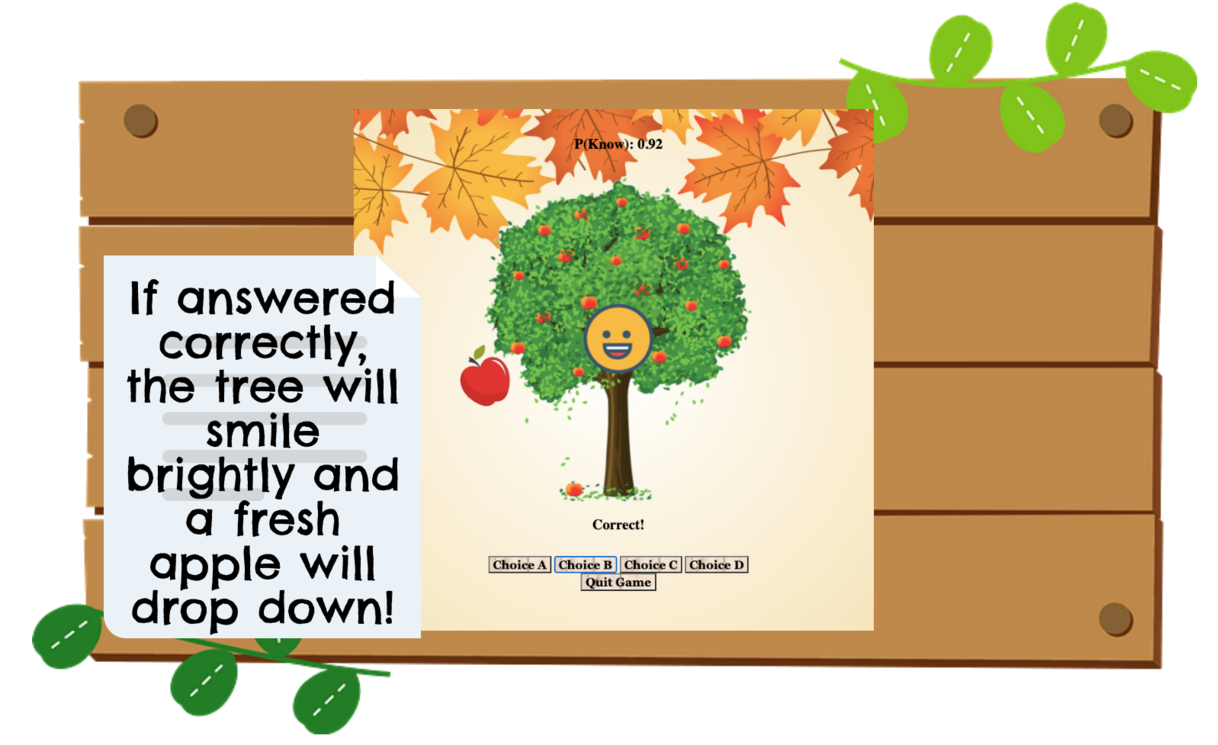 P(Know): 0.92
If answered
correctly,
the tree will
smile
brightly and
a fresh
apple will
drop down!
Correct!
Choice A Choice B Choice C Choice D
Quit Game